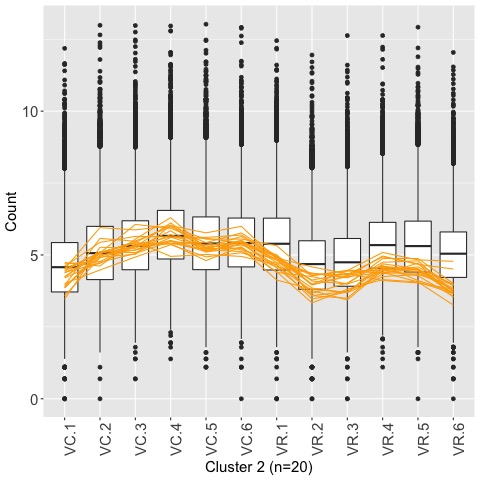 Count
10
5
0
VC.1
VC.2
VC.3
VC.4
VC.5
VC.6
VR.1
VR.2
VR.3
VR.4
VR.5
VR.6
Cluster 2 (n=20)